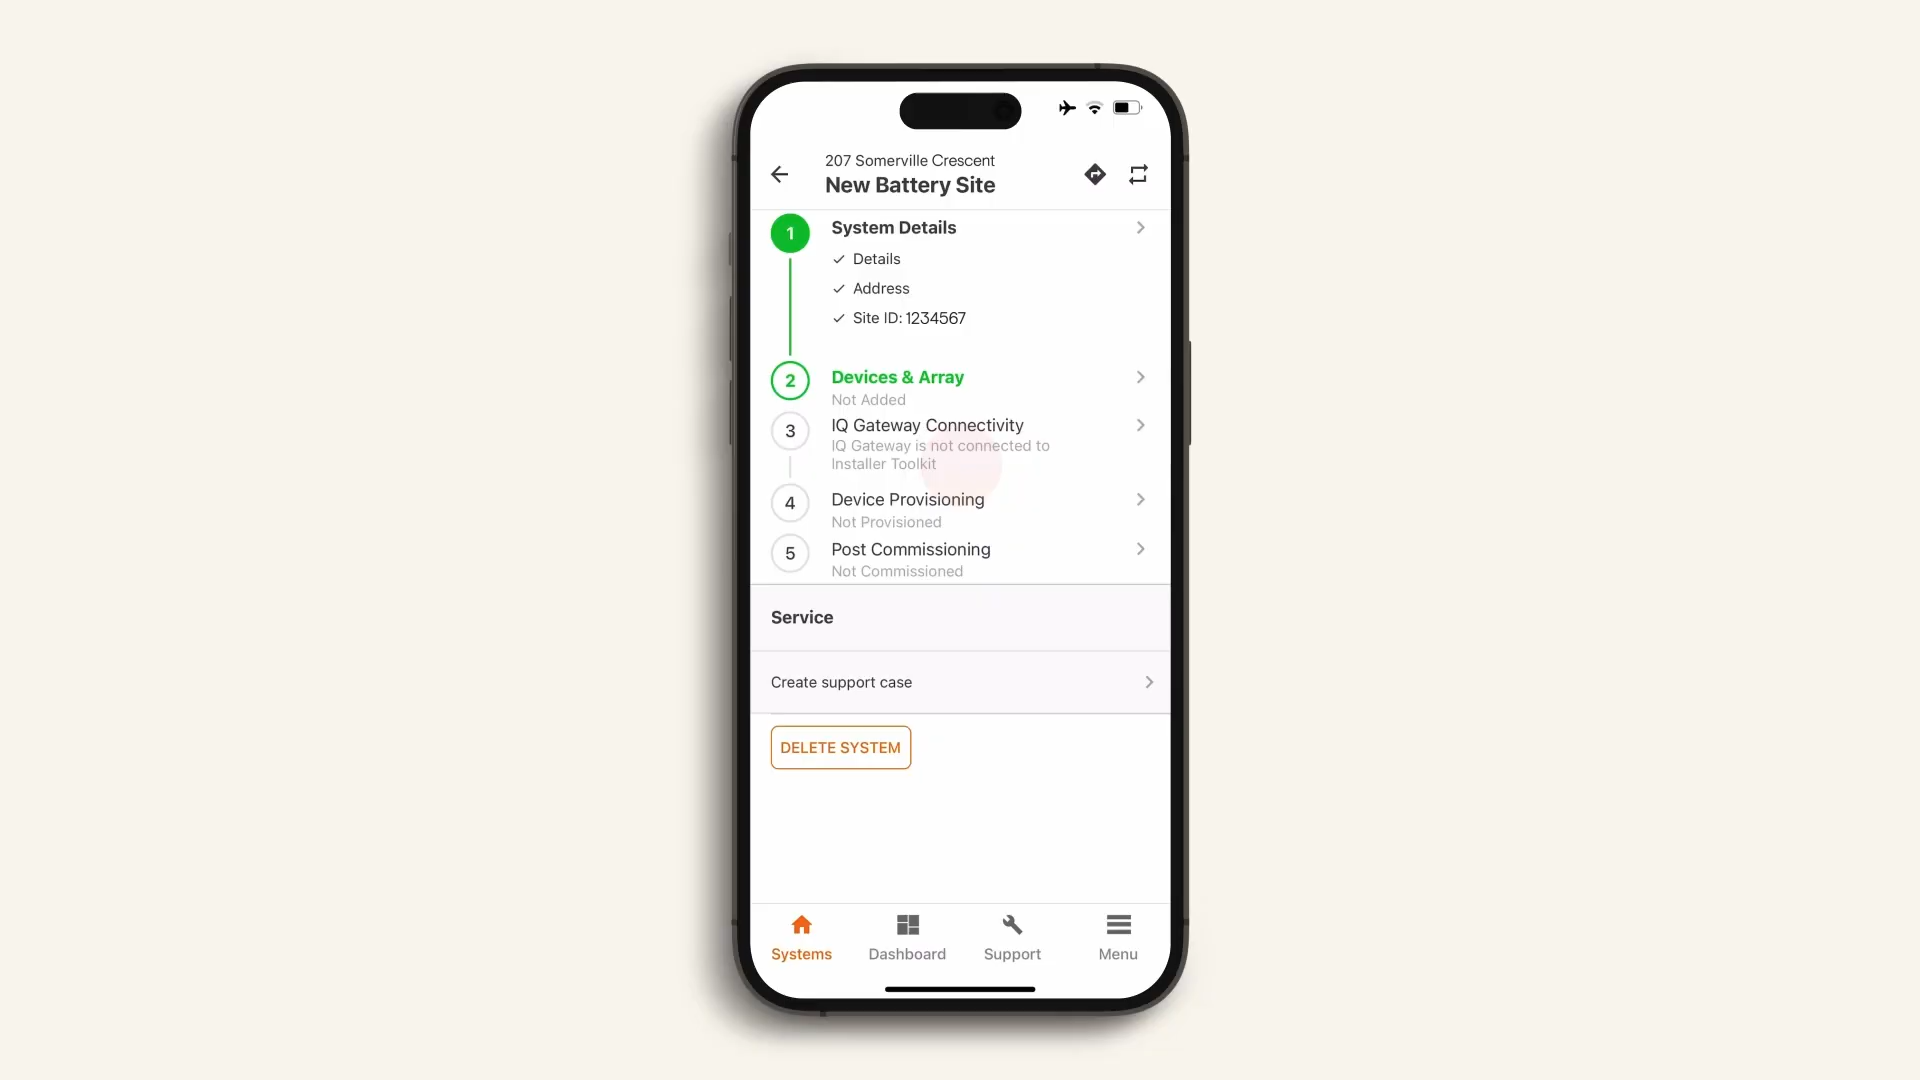 207 Somerville Crescent
New Battery Site
1
System Details
Details
Address
Site ID: 1234567
2
Devices & Array
Not Added
3
IQ Gateway Connectivity
IQ Gateway is not connected to
Installer Toolkit
4
Device Provisioning
Not Provisioned
5
Post Commissioning
Not Commissioned
Service
Create support case
DELETE SYSTEM
Systems
Dashboard
Support
Menu